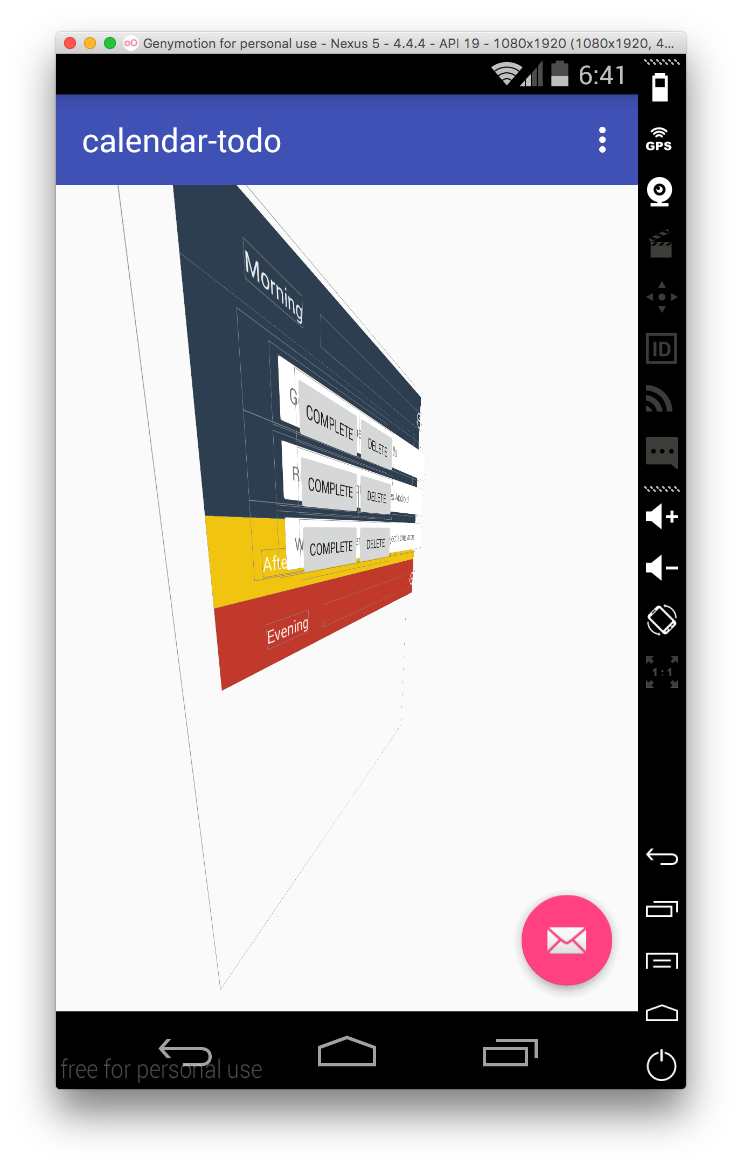 Genymotion for personal use - Nexus 5 - 4.4.4 - API 19 - 1080x1920 (1080x1920, 4...
6:41
calendar-todo
GPS
Morning
COMPLETE
DELETE
ID
COMPLETE
DELETE
COMPLETE
DELETE
Afte
Evening
1:1
free for personal use